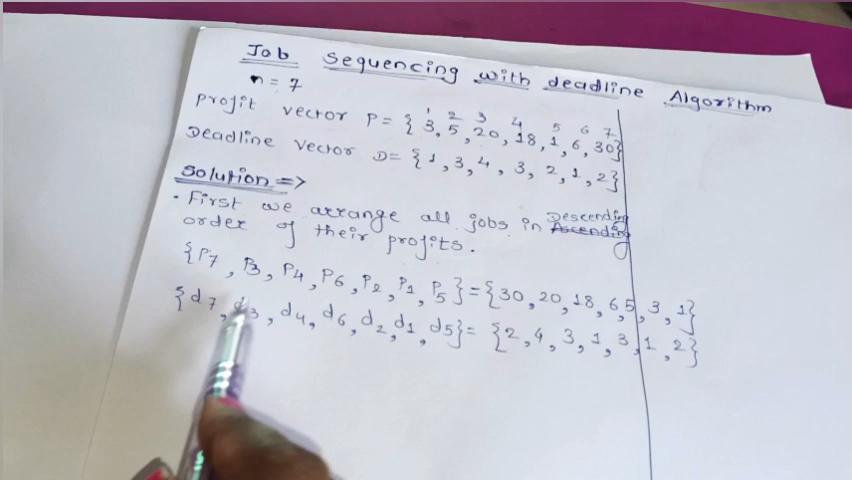 Job Sequencing with deadline Algorithm
n = 7
1 2 3 4 5 6 7
Profit vector P = {3, 5, 20, 18, 1, 6, 30}
Deadline vector D = {1, 3, 4, 3, 2, 1, 2}
Solution =>
• First we arrange all jobs in Descending Ascending
order of their profits.
{P7, P3, P4, P6, P2, P1, P5} = {30, 20, 18, 6, 5, 3, 1}
{d7, d3, d4, d6, d2, d1, d5} = {2, 4, 3, 1, 3, 1, 2}